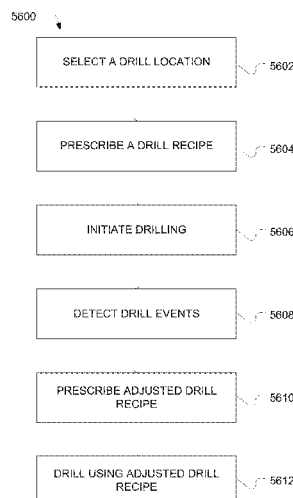 5600
SELECT A DRILL LOCATION
5602
PRESCRIBE A DRILL RECIPE
5604
INITIATE DRILLING
5606
DETECT DRILL EVENTS
5608
PRESCRIBE ADJUSTED DRILL
RECIPE
5610
DRILL USING ADJUSTED DRILL
RECIPE
5612